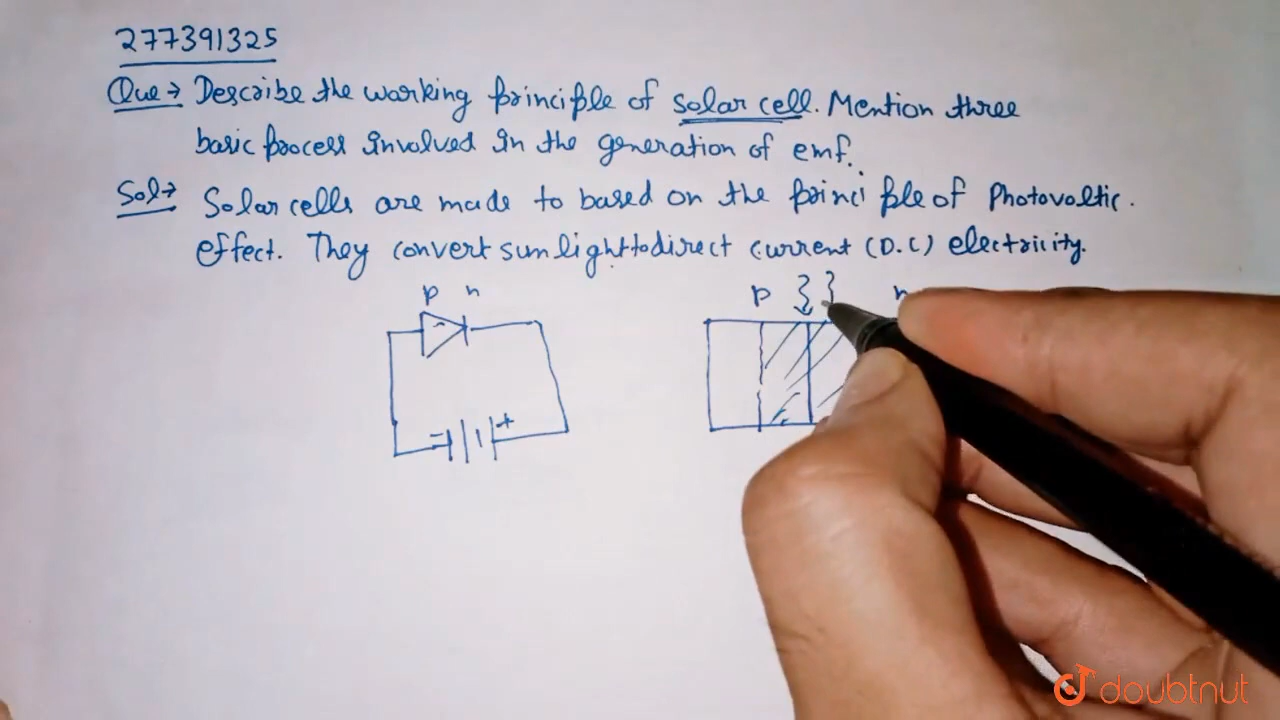 277391325
Que → Describe the working principle of solar cell. Mention three
basic process involved in the generation of emf.
Sol → Solar cells are made to based on the principle of Photovoltic.
effect. They convert sunlight to direct current (D.C) electricity.
p n
p n
- +
doubtnut